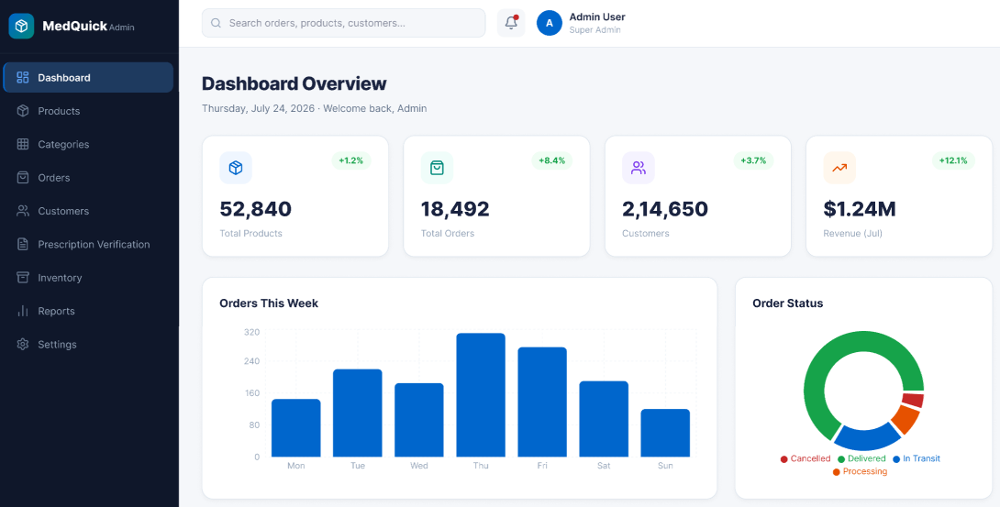 MedQuick Admin
Search orders, products, customers...
A
Admin User
Super Admin
Dashboard
Products
Categories
Orders
Customers
Prescription Verification
Inventory
Reports
Settings
Dashboard Overview
Thursday, July 24, 2026 · Welcome back, Admin
+1.2%
52,840
Total Products
+8.4%
18,492
Total Orders
+3.7%
2,14,650
Customers
+12.1%
$1.24M
Revenue (Jul)
Orders This Week
320
240
160
80
0
Mon Tue Wed Thu Fri Sat Sun
Order Status
Cancelled Delivered In Transit
Processing